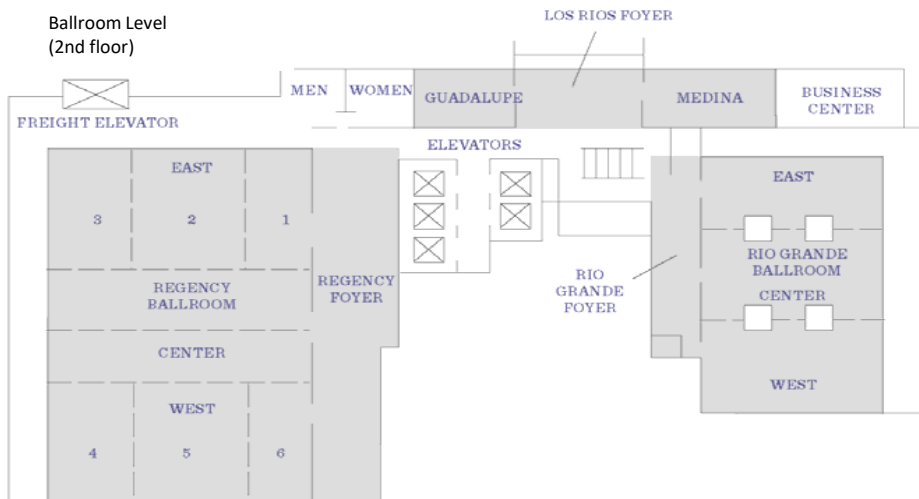 Ballroom Level
(2nd floor)
LOS RIOS FOYER
MEN
WOMEN
GUADALUPE
MEDINA
BUSINESS
CENTER
FREIGHT ELEVATOR
ELEVATORS
EAST
3
2
1
REGENCY
BALLROOM
REGENCY
FOYER
CENTER
WEST
4
5
6
RIO
GRANDE
FOYER
EAST
RIO GRANDE
BALLROOM
CENTER
WEST